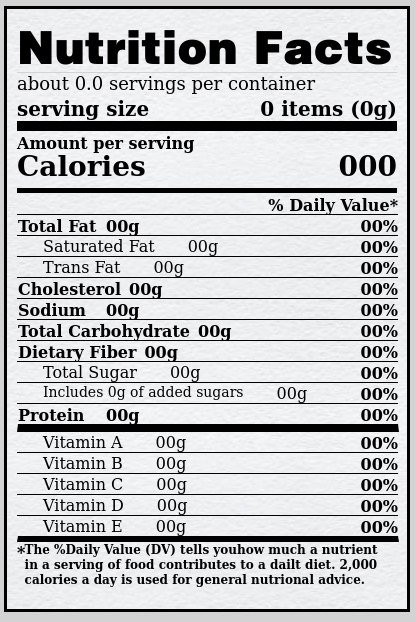 Nutrition Facts
about 0.0 servings per container
serving size 0 items (0g)
Amount per serving
Calories 000
% Daily Value*
Total Fat 00g 00%
Saturated Fat 00g 00%
Trans Fat 00g 00%
Cholesterol 00g 00%
Sodium 00g 00%
Total Carbohydrate 00g 00%
Dietary Fiber 00g 00%
Total Sugar 00g 00%
Includes 0g of added sugars 00g 00%
Protein 00g 00%
Vitamin A 00g 00%
Vitamin B 00g 00%
Vitamin C 00g 00%
Vitamin D 00g 00%
Vitamin E 00g 00%
*The %Daily Value (DV) tells youhow much a nutrient
in a serving of food contributes to a dailt diet. 2,000
calories a day is used for general nutrional advice.